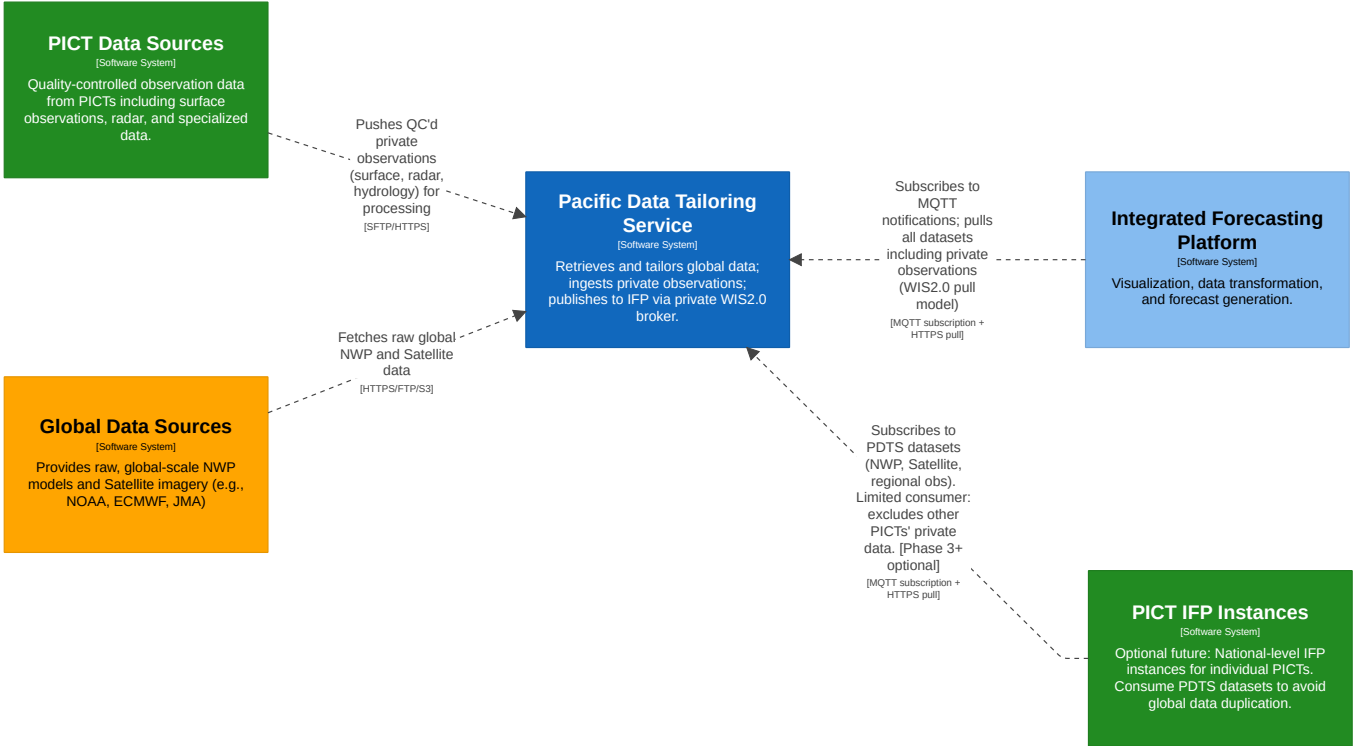 PICT Data Sources
[Software System]
Quality-controlled observation data
from PICTs including surface
observations, radar, and specialized
data.
Pushes QC'd
private
observations
(surface, radar,
hydrology) for
processing
[SFTP/HTTPS]
Pacific Data Tailoring
Service
[Software System]
Retrieves and tailors global data;
ingests private observations;
publishes to IFP via private WIS2.0
broker.
Subscribes to
MQTT
notifications; pulls
all datasets
including private
observations
(WIS2.0 pull
model)
[MQTT subscription +
HTTPS pull]
Integrated Forecasting
Platform
[Software System]
Visualization, data transformation,
and forecast generation.
Fetches raw global
NWP and Satellite
data
[HTTPS/FTP/S3]
Global Data Sources
[Software System]
Provides raw, global-scale NWP
models and Satellite imagery (e.g.,
NOAA, ECMWF, JMA)
Subscribes to
PDTS datasets
(NWP, Satellite,
regional obs).
Limited consumer:
excludes other
PICTs' private
data. [Phase 3+
optional]
[MQTT subscription +
HTTPS pull]
PICT IFP Instances
[Software System]
Optional future: National-level IFP
instances for individual PICTs.
Consume PDTS datasets to avoid
global data duplication.